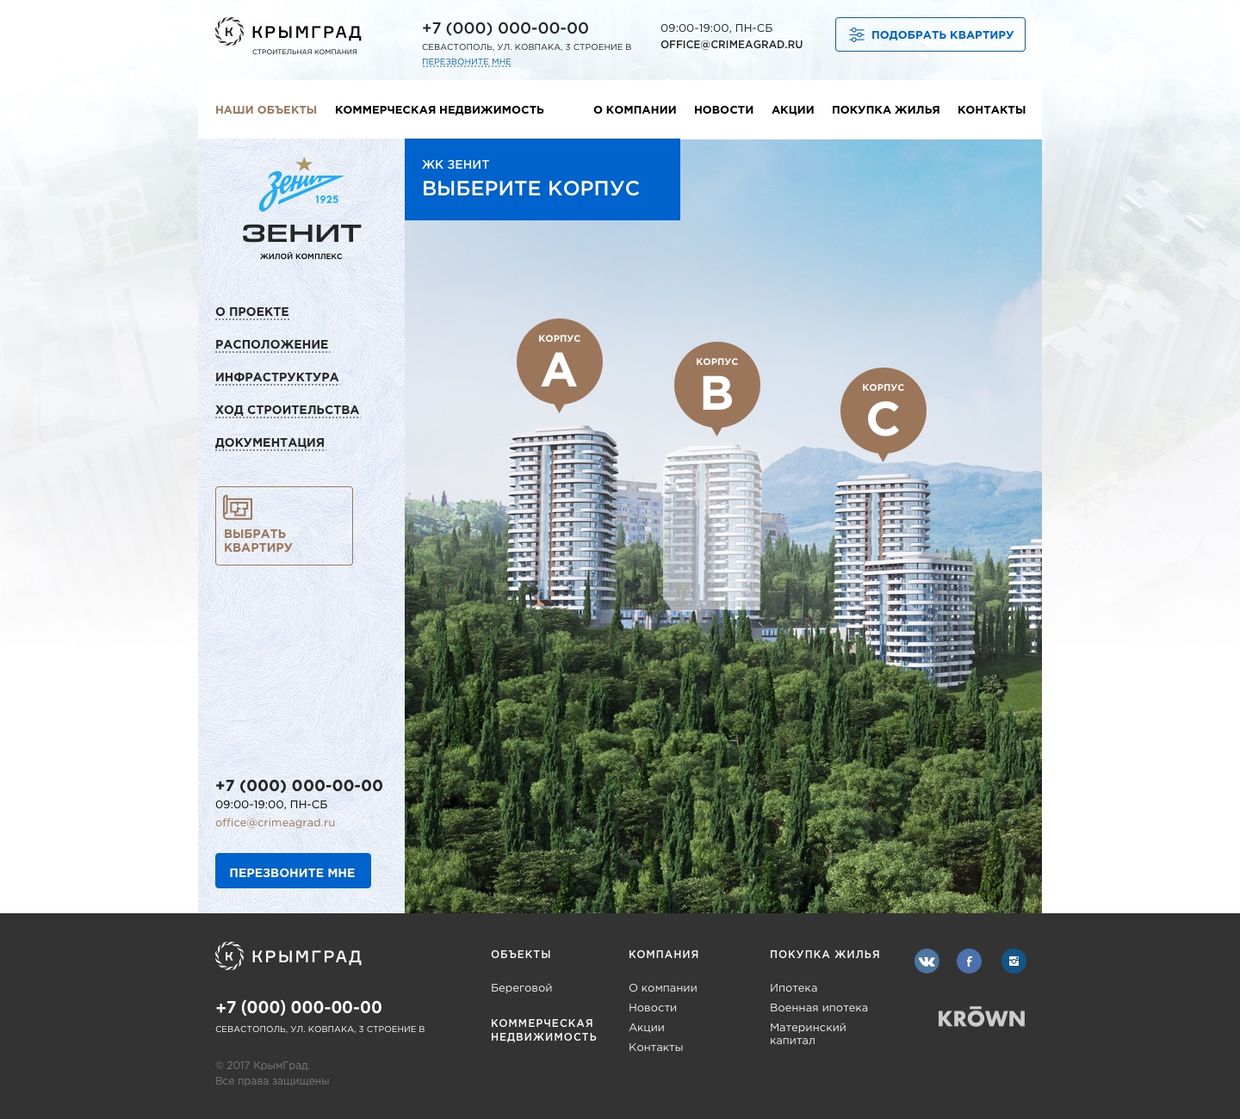 КРЫМГРАД
СТРОИТЕЛЬНАЯ КОМПАНИЯ
+7 (000) 000-00-00
СЕВАСТОПОЛЬ, УЛ. КОВПАКА, 3 СТРОЕНИЕ В
ПЕРЕЗВОНИТЕ МНЕ
09:00-19:00, ПН-СБ
OFFICE@CRIMEAGRAD.RU
ПОДОБРАТЬ КВАРТИРУ
НАШИ ОБЪЕКТЫ КОММЕРЧЕСКАЯ НЕДВИЖИМОСТЬ О КОМПАНИИ НОВОСТИ АКЦИИ ПОКУПКА ЖИЛЬЯ КОНТАКТЫ
Зенит
1925
ЗЕНИТ
ЖИЛОЙ КОМПЛЕКС
О ПРОЕКТЕ
РАСПОЛОЖЕНИЕ
ИНФРАСТРУКТУРА
ХОД СТРОИТЕЛЬСТВА
ДОКУМЕНТАЦИЯ
ВЫБРАТЬ
КВАРТИРУ
+7 (000) 000-00-00
09:00-19:00, ПН-СБ
office@crimeagrad.ru
ПЕРЕЗВОНИТЕ МНЕ
ЖК ЗЕНИТ
ВЫБЕРИТЕ КОРПУС
КОРПУС
A
КОРПУС
B
КОРПУС
C
КРЫМГРАД
+7 (000) 000-00-00
СЕВАСТОПОЛЬ, УЛ. КОВПАКА, 3 СТРОЕНИЕ В
© 2017 КрымГрад.
Все права защищены
ОБЪЕКТЫ
Береговой
КОММЕРЧЕСКАЯ
НЕДВИЖИМОСТЬ
КОМПАНИЯ
О компании
Новости
Акции
Контакты
ПОКУПКА ЖИЛЬЯ
Ипотека
Военная ипотека
Материнский
капитал
KRŌWN